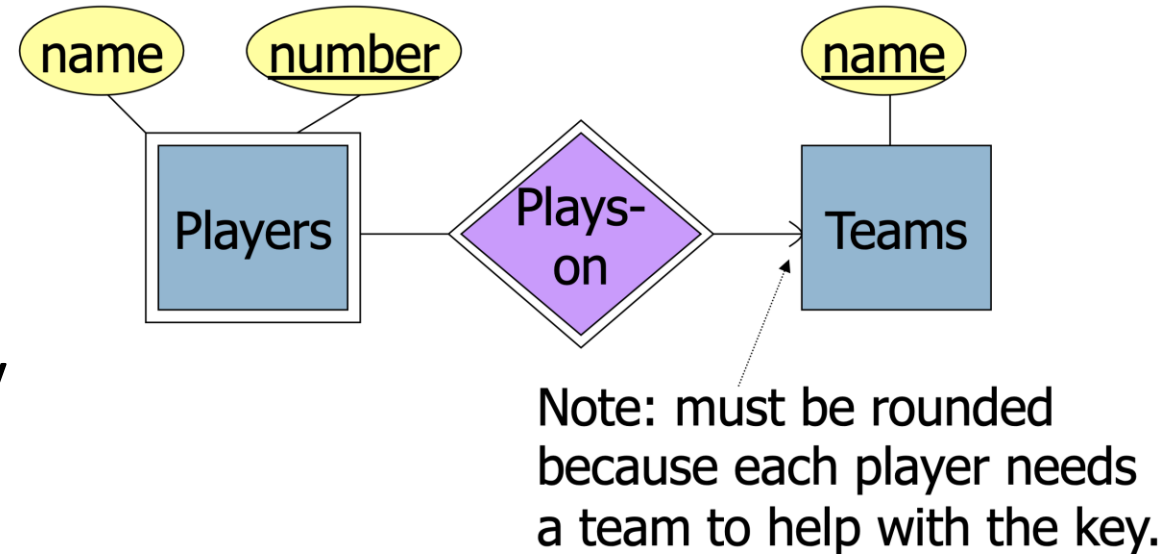 name
number
name
Players
Plays-
on
Teams
y
Note: must be rounded
because each player needs
a team to help with the key.